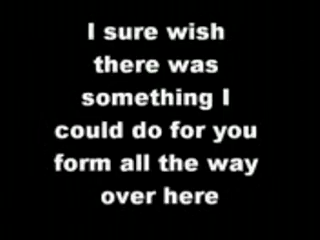 I sure wish
there was
something I
could do for you
form all the way
over here